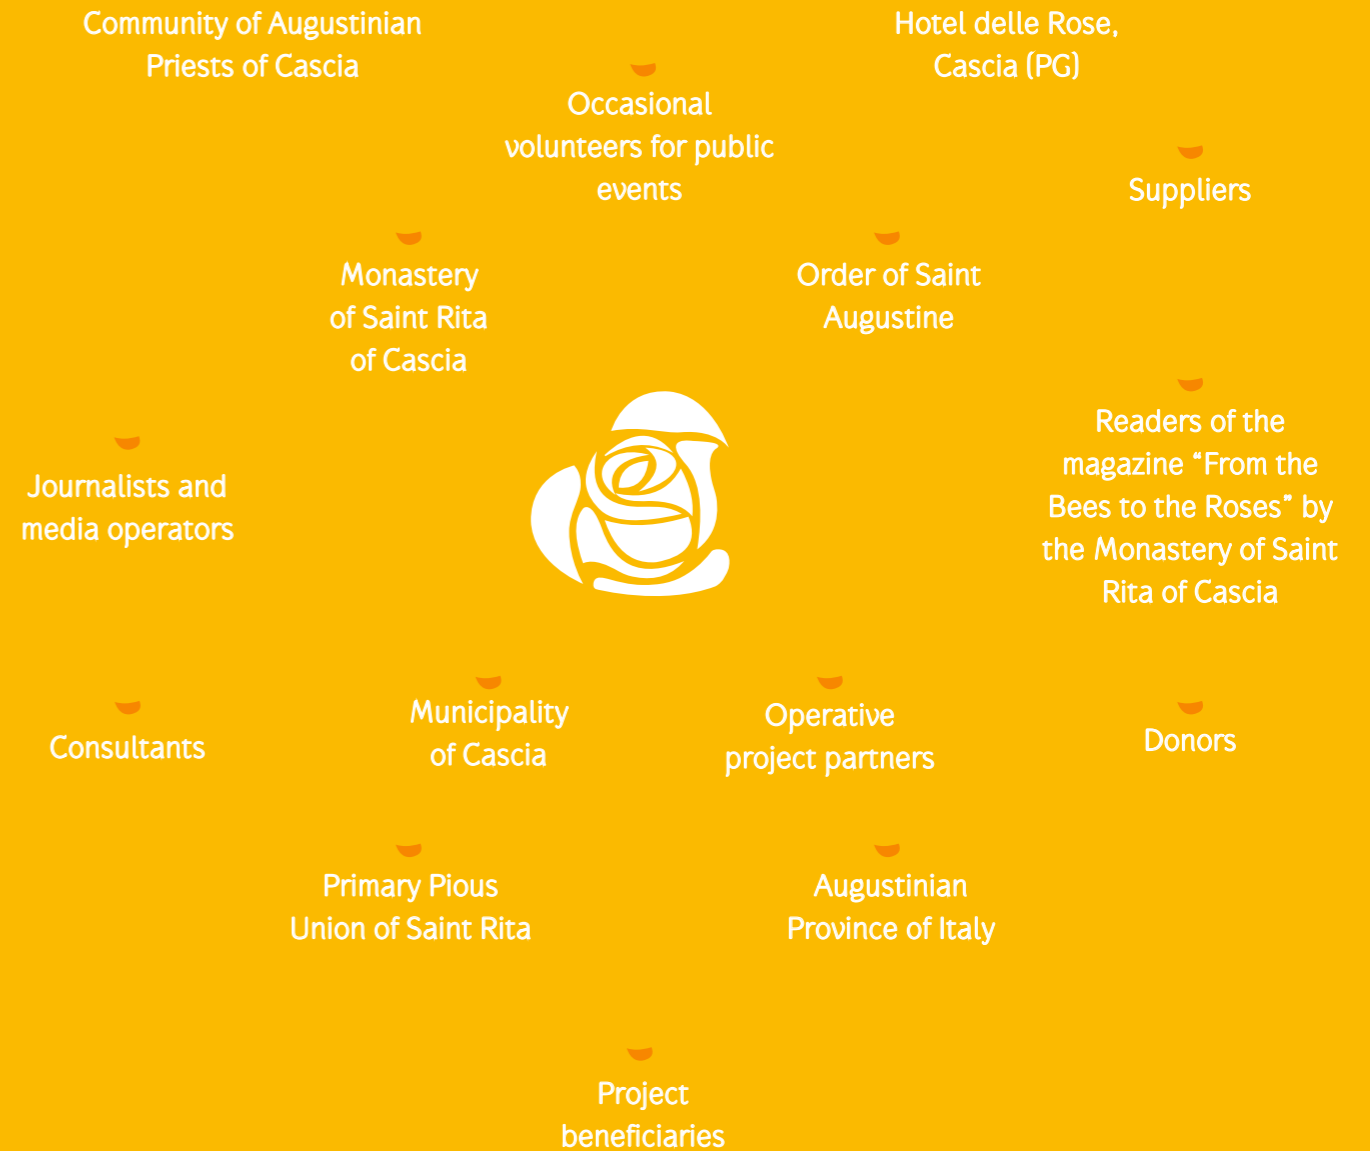 Community of Augustinian
Priests of Cascia
Hotel delle Rose,
Cascia (PG)
Occasional
volunteers for public
events
Suppliers
Monastery
of Saint Rita
of Cascia
Order of Saint
Augustine
Readers of the
magazine “From the
Bees to the Roses” by
the Monastery of Saint
Rita of Cascia
Journalists and
media operators
Municipality
of Cascia
Operative
project partners
Consultants
Donors
Primary Pious
Union of Saint Rita
Augustinian
Province of Italy
Project
beneficiaries